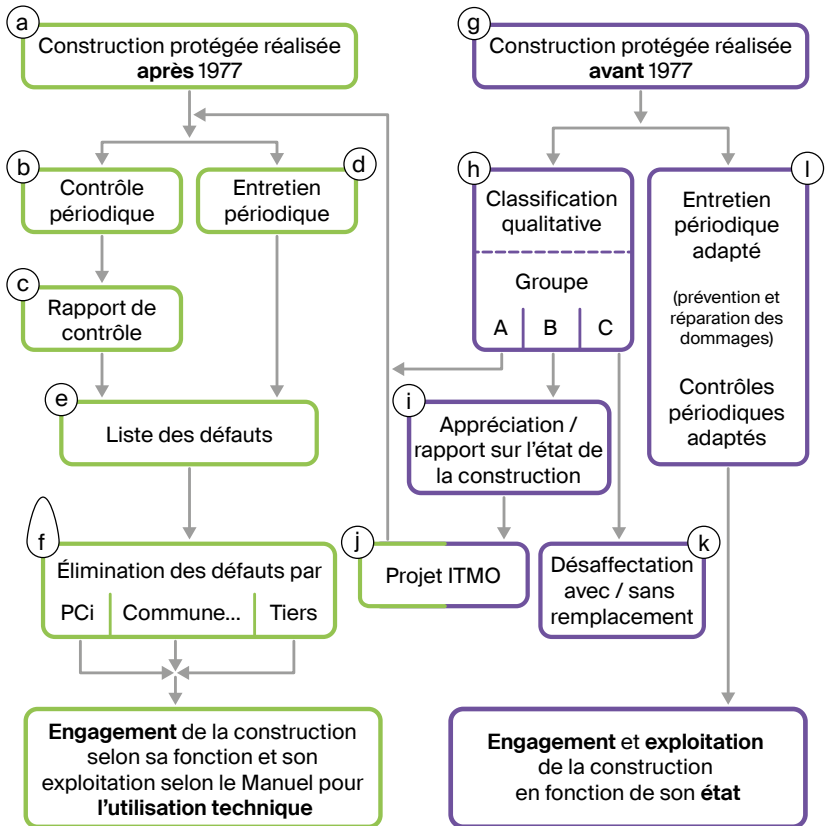 a
Construction protégée réalisée
après 1977
b
Contrôle
périodique
d
Entretien
périodique
c
Rapport de
contrôle
e
Liste des défauts
f
Élimination des défauts par
PCi Commune... Tiers
Engagement de la construction
selon sa fonction et son
exploitation selon le Manuel pour
l'utilisation technique
g
Construction protégée réalisée
avant 1977
h
Classification
qualitative
Groupe
A B C
l
Entretien
périodique
adapté
(prévention et
réparation des
dommages)
Contrôles
périodiques
adaptés
i
Appréciation /
rapport sur l'état de
la construction
j
Projet ITMO
k
Désaffectation
avec / sans
remplacement
Engagement et exploitation
de la construction
en fonction de son état